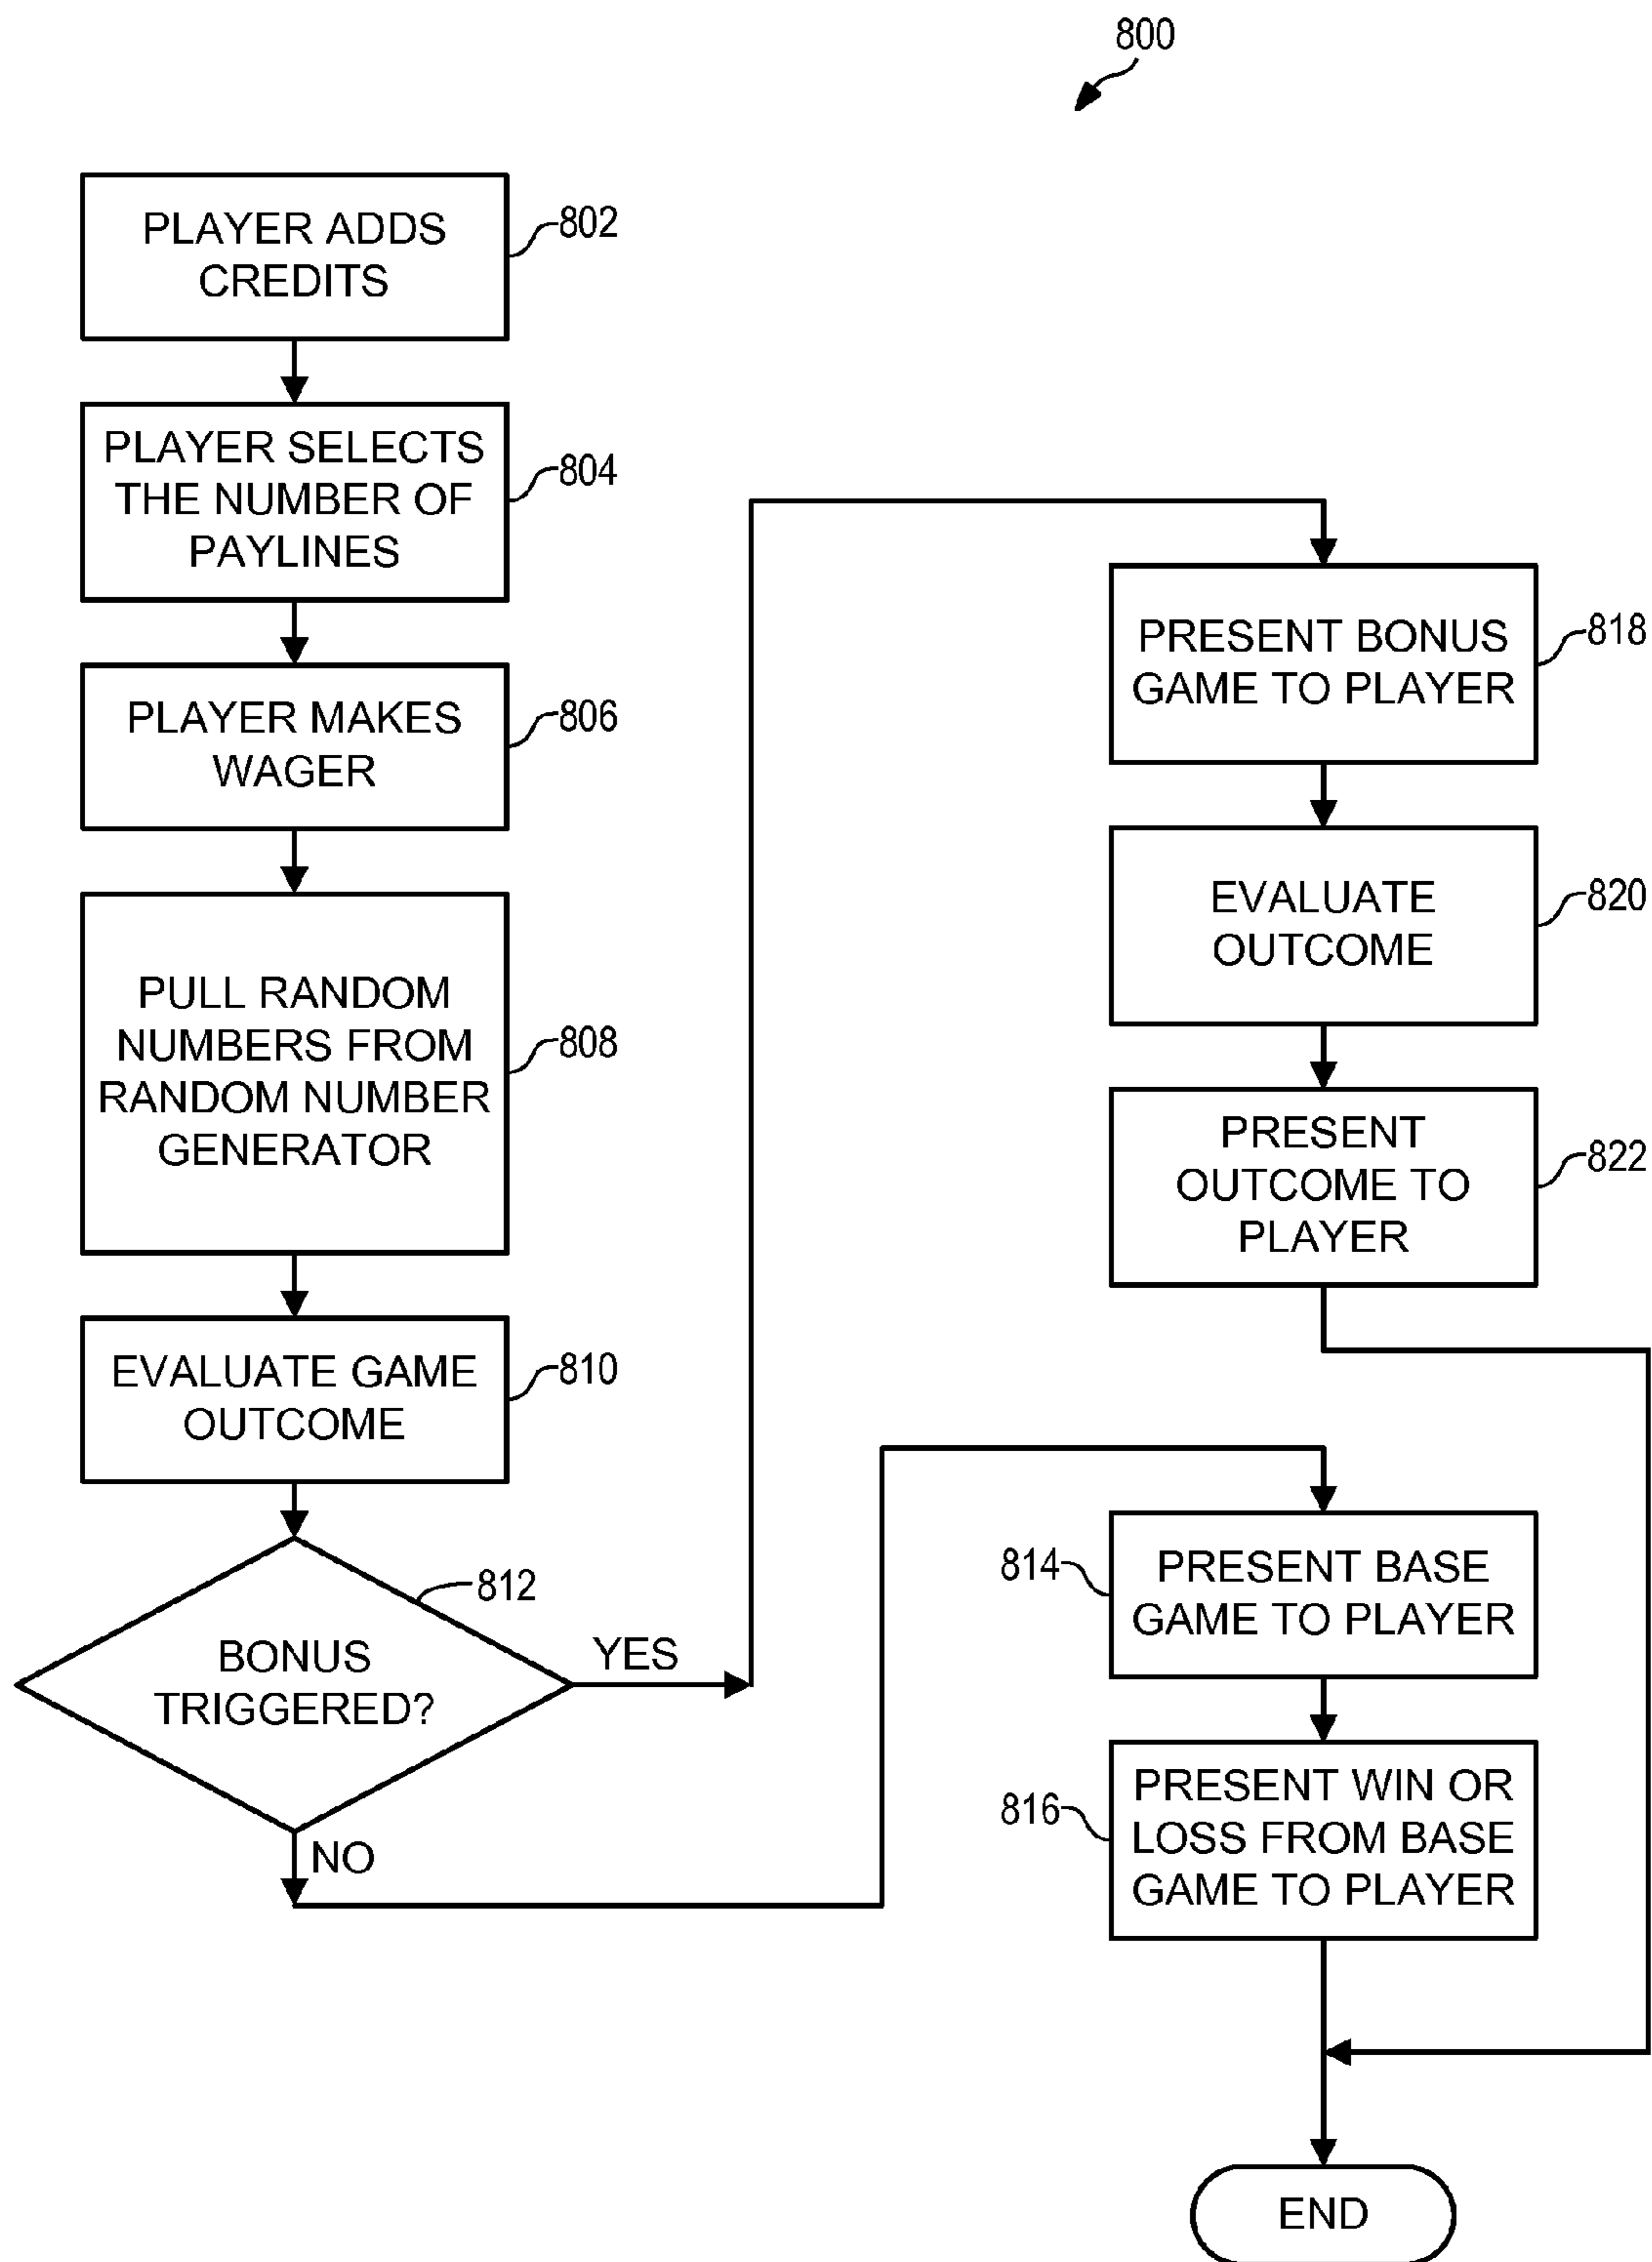 800
PLAYER ADDS
CREDITS
802
PLAYER SELECTS
THE NUMBER OF
PAYLINES
804
PLAYER MAKES
WAGER
806
PULL RANDOM
NUMBERS FROM
RANDOM NUMBER
GENERATOR
808
EVALUATE GAME
OUTCOME
810
BONUS
TRIGGERED?
812
YES
NO
PRESENT BONUS
GAME TO PLAYER
818
EVALUATE
OUTCOME
820
PRESENT
OUTCOME TO
PLAYER
822
814
PRESENT BASE
GAME TO PLAYER
816
PRESENT WIN OR
LOSS FROM BASE
GAME TO PLAYER
END